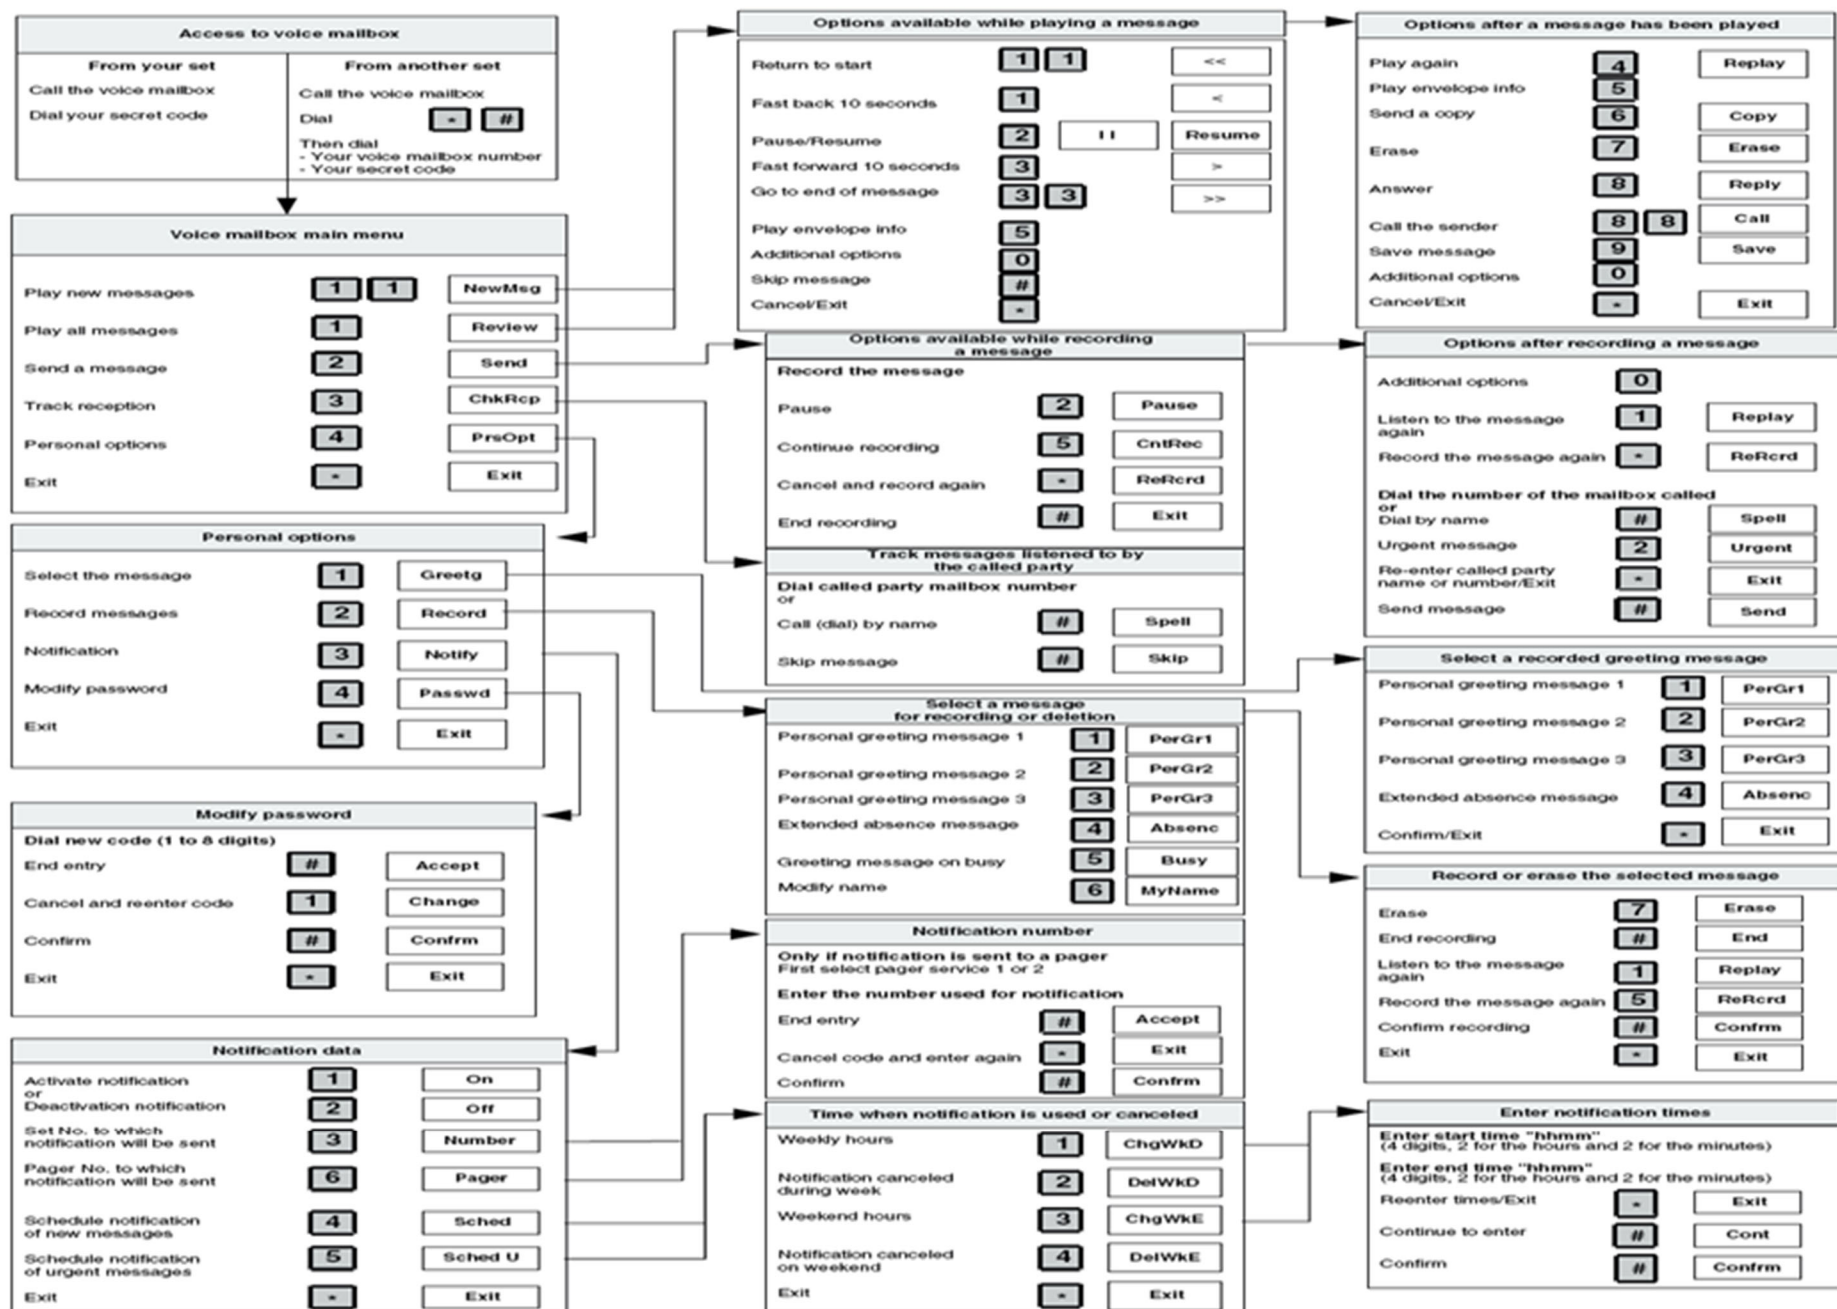 Access to voice mailbox
From your set
Call the voice mailbox
Dial your secret code
From another set
Call the voice mailbox
Dial * #
Then dial
- Your voice mailbox number
- Your secret code
Voice mailbox main menu
Play new messages 1 1 NewMsg
Play all messages 1 Review
Send a message 2 Send
Track reception 3 ChkRcp
Personal options 4 PrsOpt
Exit * Exit
Personal options
Select the message 1 Greetg
Record messages 2 Record
Notification 3 Notify
Modify password 4 Passwd
Exit * Exit
Modify password
Dial new code (1 to 8 digits)
End entry # Accept
Cancel and reenter code 1 Change
Confirm # Confrm
Exit * Exit
Notification data
Activate notification 1 On
or
Deactivation notification 2 Off
Set No. to which
notification will be sent 3 Number
Pager No. to which
notification will be sent 6 Pager
Schedule notification
of new messages 4 Sched
Schedule notification
of urgent messages 5 Sched U
Exit * Exit
Options available while playing a message
Return to start 1 1 <<
Fast back 10 seconds 1 <
Pause/Resume 2 II Resume
Fast forward 10 seconds 3 >
Go to end of message 3 3 >>
Play envelope info 5
Additional options 0
Skip message #
Cancel/Exit *
Options available while recording
a message
Record the message
Pause 2 Pause
Continue recording 5 CntRec
Cancel and record again * ReRcrd
End recording # Exit
Track messages listened to by
the called party
Dial called party mailbox number
or
Call (dial) by name # Spell
Skip message # Skip
Select a message
for recording or deletion
Personal greeting message 1 1 PerGr1
Personal greeting message 2 2 PerGr2
Personal greeting message 3 3 PerGr3
Extended absence message 4 Absenc
Greeting message on busy 5 Busy
Modify name 6 MyName
Notification number
Only if notification is sent to a pager
First select pager service 1 or 2
Enter the number used for notification
End entry # Accept
Cancel code and enter again * Exit
Confirm # Confrm
Time when notification is used or canceled
Weekly hours 1 ChgWkD
Notification canceled
during week 2 DelWkD
Weekend hours 3 ChgWkE
Notification canceled
on weekend 4 DelWkE
Exit * Exit
Options after a message has been played
Play again 4 Replay
Play envelope info 5
Send a copy 6 Copy
Erase 7 Erase
Answer 8 Reply
Call the sender 8 8 Call
Save message 9 Save
Additional options 0
Cancel/Exit * Exit
Options after recording a message
Additional options 0
Listen to the message
again 1 Replay
Record the message again * ReRcrd
Dial the number of the mailbox called
or
Dial by name # Spell
Urgent message 2 Urgent
Re-enter called party
name or number/Exit * Exit
Send message # Send
Select a recorded greeting message
Personal greeting message 1 1 PerGr1
Personal greeting message 2 2 PerGr2
Personal greeting message 3 3 PerGr3
Extended absence message 4 Absenc
Confirm/Exit * Exit
Record or erase the selected message
Erase 7 Erase
End recording # End
Listen to the message
again 1 Replay
Record the message again 5 ReRcrd
Confirm recording # Confrm
Exit * Exit
Enter notification times
Enter start time "hhmm"
(4 digits, 2 for the hours and 2 for the minutes)
Enter end time "hhmm"
(4 digits, 2 for the hours and 2 for the minutes)
Reenter times/Exit * Exit
Continue to enter # Cont
Confirm # Confrm